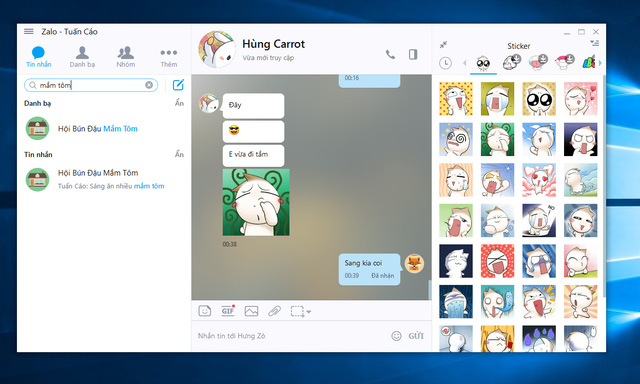 Zalo - Tuấn Cáo
Tin nhắn
Danh bạ
Nhóm
Thêm
mắm tôm
Danh bạ
Ẩn
Hội Bún Đậu Mắm Tôm
Tin nhắn
Ẩn
Hội Bún Đậu Mắm Tôm
Tuấn Cáo: Sáng ăn nhiều mắm tôm
Hùng Carrot
Vừa mới truy cập
00:16
Đây
E vừa đi tắm
00:38
Sang kia coi
00:39 Đã nhận
GIF
Nhắn tin tới Hưng Zô
GỬI
Sticker
NO